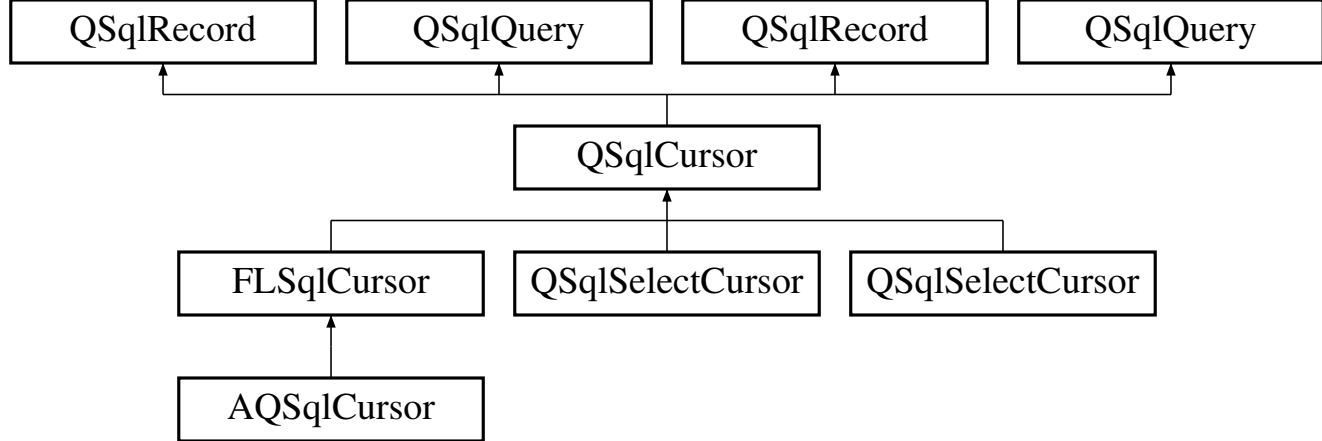 QSqlRecord
QSqlQuery
QSqlRecord
QSqlQuery
QSqlCursor
FLSqlCursor
QSqlSelectCursor
QSqlSelectCursor
AQSqlCursor